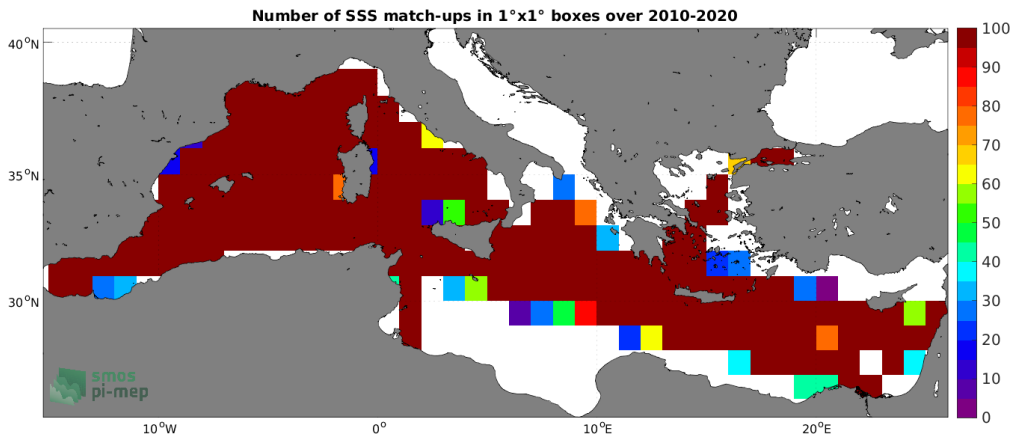 Number of SSS match-ups in 1°x1° boxes over 2010-2020
40°N
35°N
30°N
10°W
0°
10°E
20°E
100
90
80
70
60
50
40
30
20
10
0
smos
pi-mep